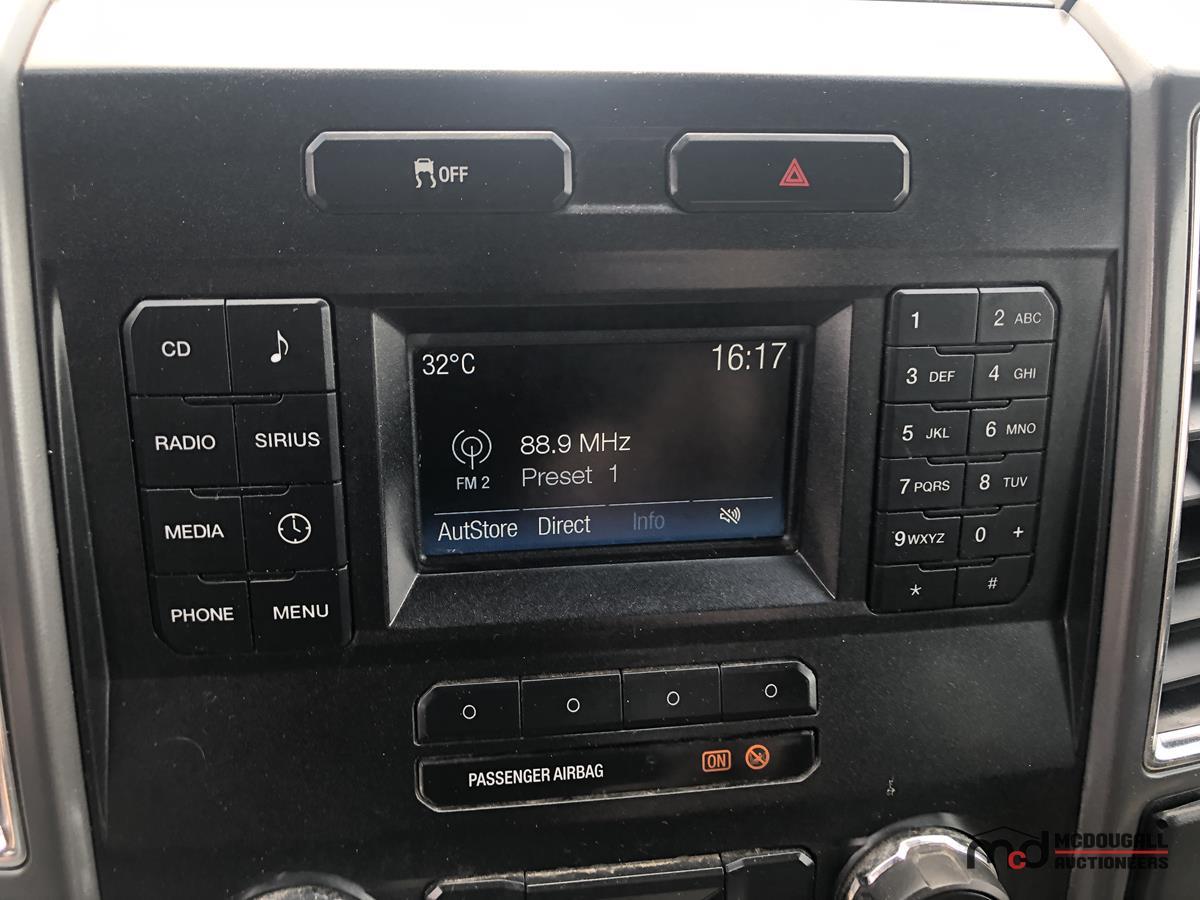 OFF
CD
RADIO SIRIUS
MEDIA
PHONE MENU
32°C 16:17
88.9 MHz
FM 2 Preset 1
AutStore Direct Info
1 2 ABC
3 DEF 4 GHI
5 JKL 6 MNO
7 PQRS 8 TUV
9 WXYZ 0 +
* #
PASSENGER AIRBAG ON
mcd MCDOUGALL
AUCTIONEERS